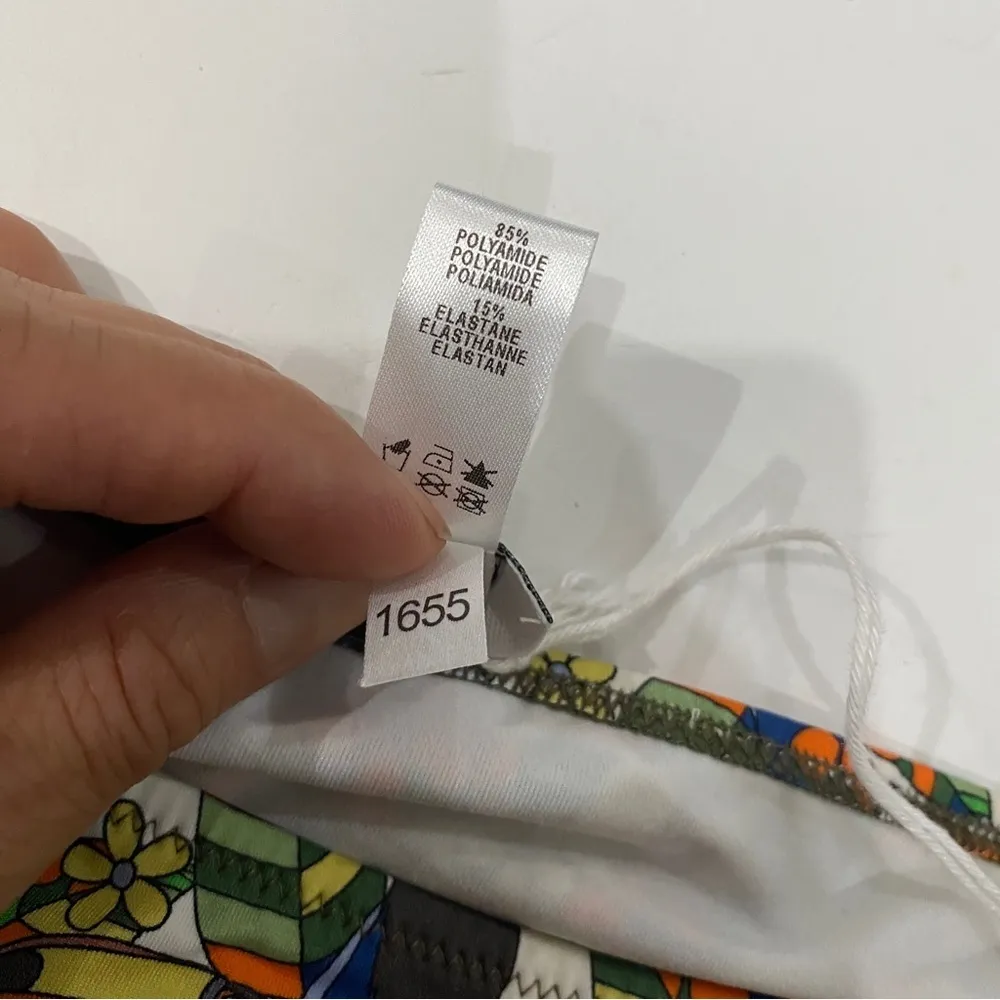 85%
POLYAMIDE
POLYAMIDE
POLIAMIDA
15%
ELASTANE
ELASTHANNE
ELASTAN
1655